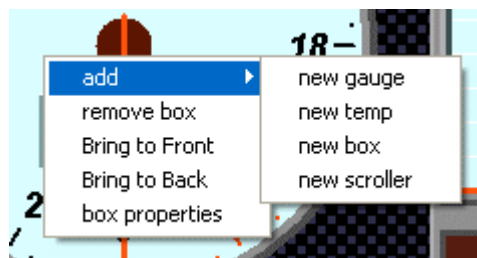 18
add
remove box
Bring to Front
Bring to Back
box properties
new gauge
new temp
new box
new scroller
2